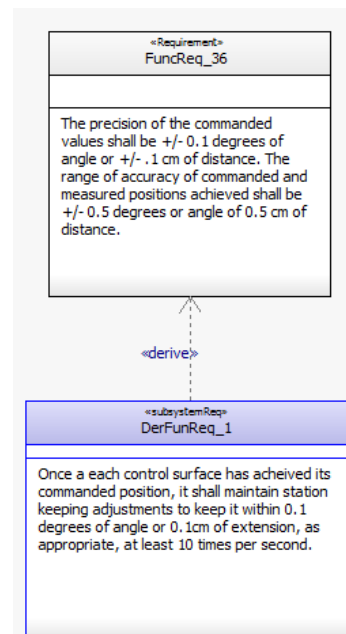 «Requirement»
FuncReq_36
The precision of the commanded
values shall be +/- 0.1 degrees of
angle or +/- .1 cm of distance. The
range of accuracy of commanded and
measured positions achieved shall be
+/- 0.5 degrees or angle of 0.5 cm of
distance.
«derive»
«subsystemReq»
DerFunReq_1
Once a each control surface has acheived its
commanded position, it shall maintain station
keeping adjustments to keep it within 0.1
degrees of angle or 0.1cm of extension, as
appropriate, at least 10 times per second.